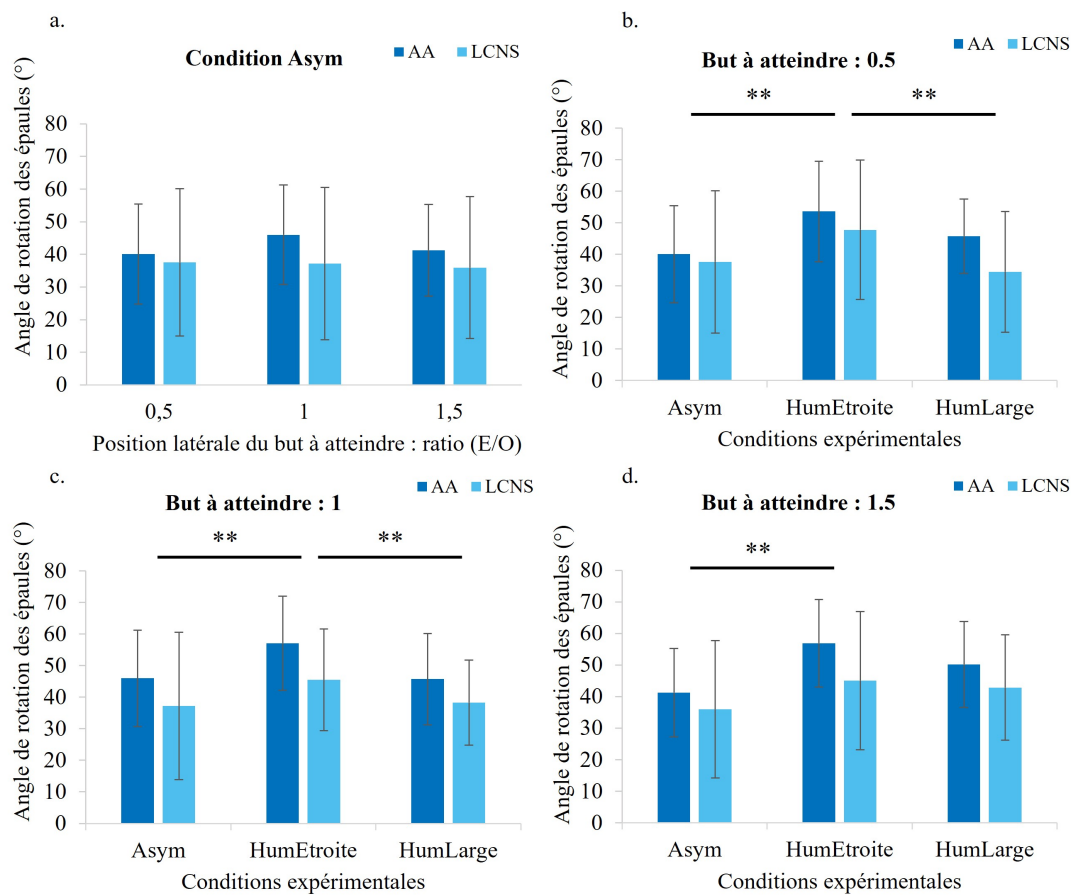 a.
Condition Asym
AA LCNS
Angle de rotation des épaules (°)
80
70
60
50
40
30
20
10
0
0,5 1 1,5
Position latérale du but à atteindre : ratio (E/O)
b.
AA LCNS
But à atteindre : 0.5
** **
Angle de rotation des épaules (°)
80
70
60
50
40
30
20
10
0
Asym HumEtroite HumLarge
Conditions expérimentales
c.
AA LCNS
But à atteindre : 1
** **
Angle de rotation des épaules (°)
80
70
60
50
40
30
20
10
0
Asym HumEtroite HumLarge
Conditions expérimentales
d.
AA LCNS
But à atteindre : 1.5
**
Angle de rotation des épaules (°)
80
70
60
50
40
30
20
10
0
Asym HumEtroite HumLarge
Conditions expérimentales